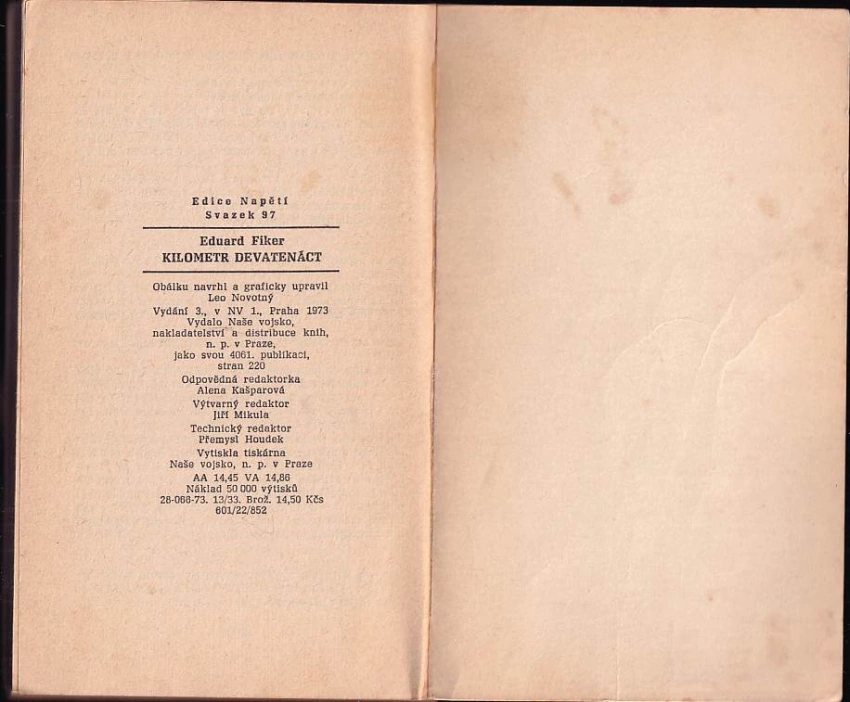 Edice Napětí
Svazek 97
Eduard Fiker
KILOMETR DEVATENÁCT
Obálku navrhl a graficky upravil
Leo Novotný
Vydání 3., v NV 1., Praha 1973
Vydalo Naše vojsko,
nakladatelství a distribuce knih,
n. p. v Praze,
jako svou 4061. publikaci,
stran 220
Odpovědná redaktorka
Alena Kašparová
Výtvarný redaktor
Jiří Mikula
Technický redaktor
Přemysl Houdek
Vytiskla tiskárna
Naše vojsko, n. p. v Praze
AA 14,45 VA 14,86
Náklad 50 000 výtisků
28-068-73. 13/33. Brož. 14,50 Kčs
601/22/852